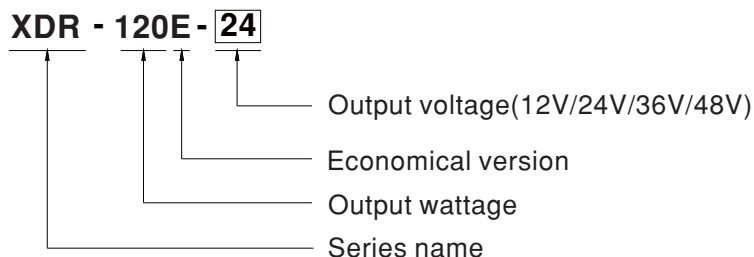 XDR - 120E - 24
Output voltage(12V/24V/36V/48V)
Economical version
Output wattage
Series name